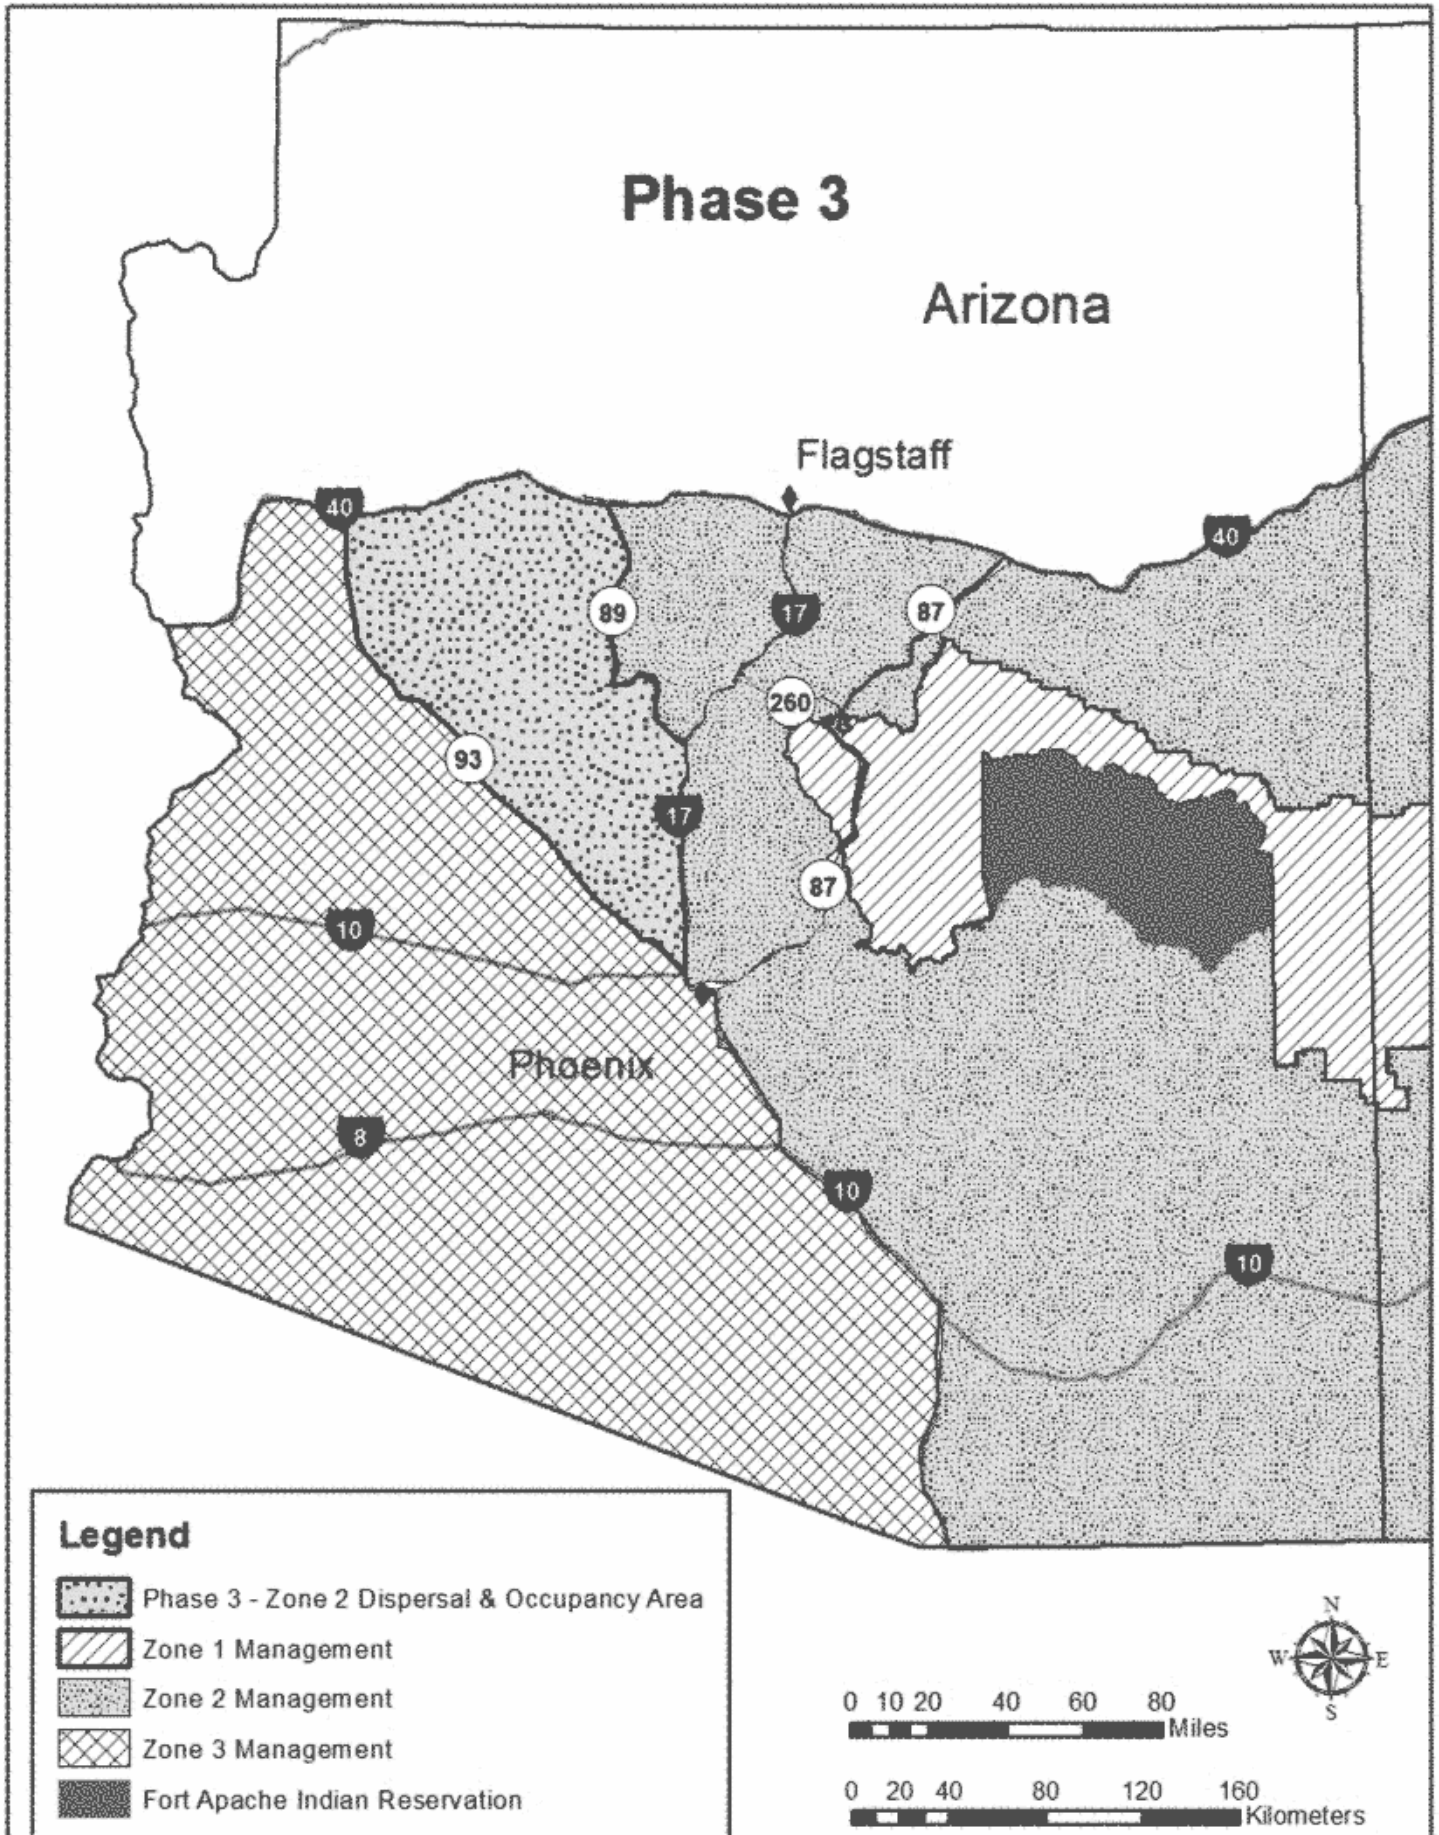 Phase 3
Arizona
Flagstaff
40
40
89
17
87
260
93
17
87
10
Phoenix
8
10
10
Legend
Phase 3 - Zone 2 Dispersal & Occupancy Area
Zone 1 Management
Zone 2 Management
Zone 3 Management
Fort Apache Indian Reservation
N
W E
S
0 10 20 40 60 80
Miles
0 20 40 80 120 160
Kilometers